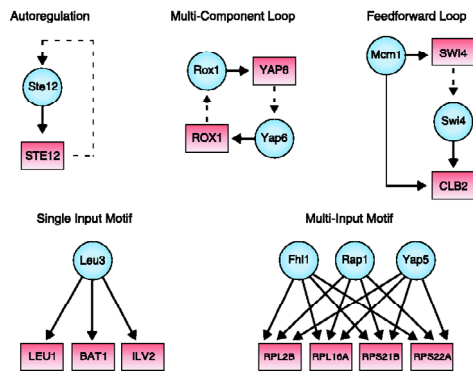 Autoregulation
Ste12
STE12
Multi-Component Loop
Rox1
YAP6
ROX1
Yap6
Feedforward Loop
Mcm1
SWI4
Swi4
CLB2
Single Input Motif
Leu3
LEU1
BAT1
ILV2
Multi-Input Motif
Fhl1
Rap1
Yap5
RPL2B
RPL16A
RPS21B
RPS22A